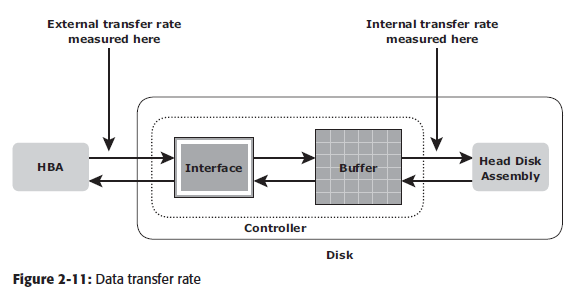 External transfer rate
measured here
Internal transfer rate
measured here
HBA
Interface
Buffer
Head Disk
Assembly
Controller
Disk
Figure 2-11: Data transfer rate